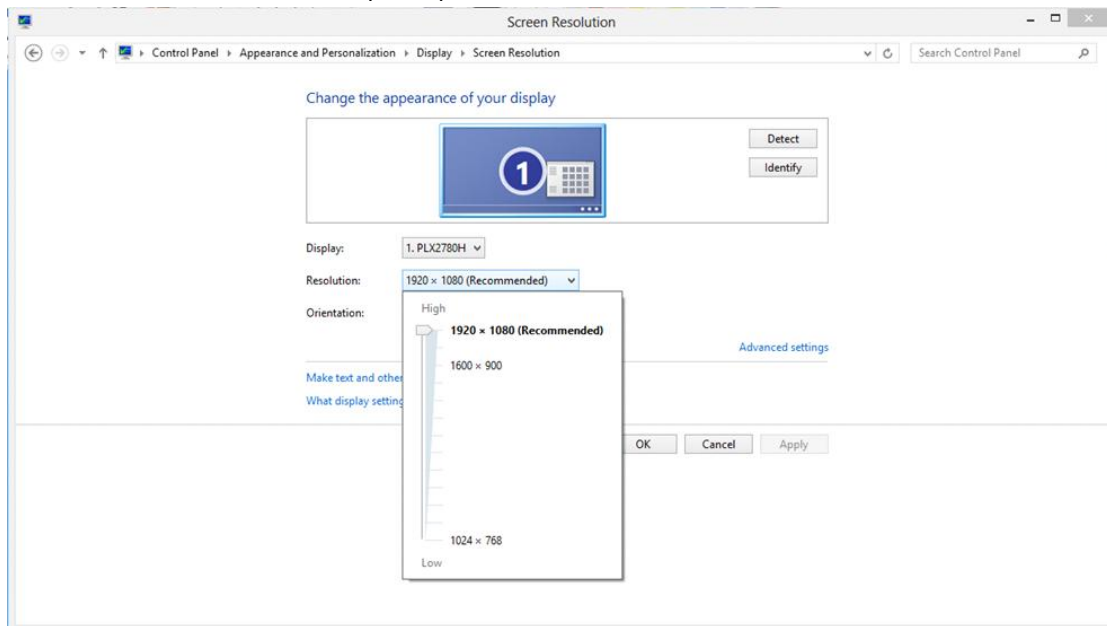 Screen Resolution
Control Panel Appearance and Personalization Display Screen Resolution
Search Control Panel
Change the appearance of your display
1
Detect
Identify
Display: 1. PLX2780H
Resolution: 1920 × 1080 (Recommended)
Orientation:
High
1920 × 1080 (Recommended)
1600 × 900
1024 × 768
Low
Advanced settings
Make text and other
What display setting
OK Cancel Apply